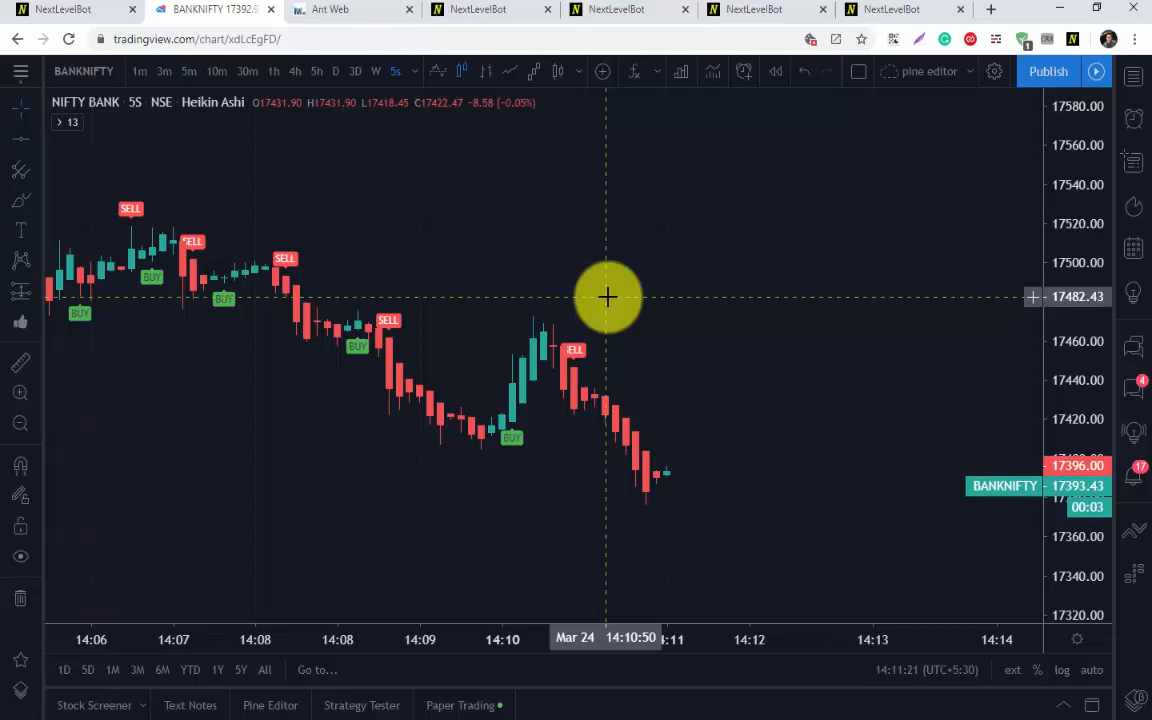 NextLevelBot
BANKNIFTY 17392.9
Ant Web
NextLevelBot
NextLevelBot
NextLevelBot
NextLevelBot
tradingview.com/chart/xdLcEgFD/
1
BANKNIFTY 1m 3m 5m 10m 30m 1h 4h 5h D 3D W 5s
pine editor
Publish
NIFTY BANK · 5S · NSE · Heikin Ashi O17431.90 H17431.90 L17418.45 C17422.47 -8.58 (-0.05%)
> 13
17580.00
17560.00
17540.00
17520.00
17500.00
17482.43
17460.00
17440.00
17420.00
17396.00
BANKNIFTY 17393.43
00:03
17360.00
17340.00
17320.00
SELL
SELL
SELL
BUY
BUY
BUY
SELL
BUY
SELL
BUY
4
17
14:06 14:07 14:08 14:08 14:09 14:10 Mar 24 14:10:50 14:11 14:12 14:13 14:14
1D 5D 1M 3M 6M YTD 1Y 5Y All Go to...
14:11:21 (UTC+5:30) ext % log auto
Stock Screener Text Notes Pine Editor Strategy Tester Paper Trading